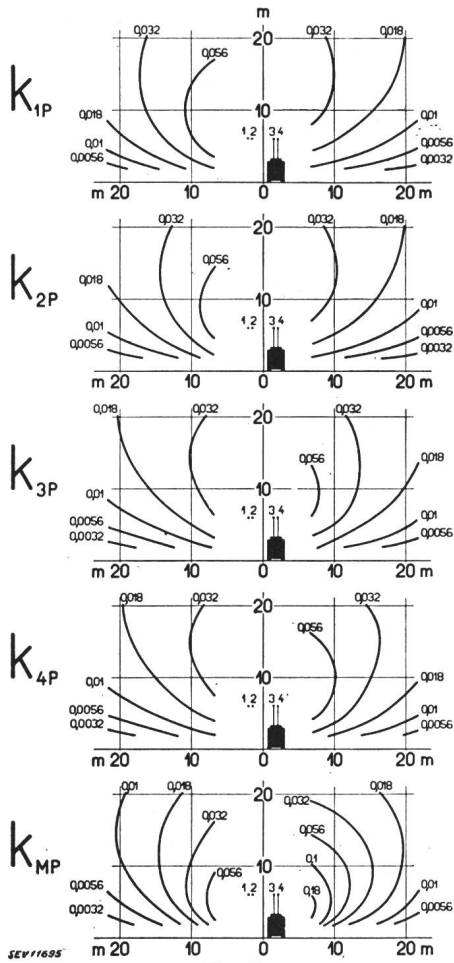 m
0,032 20 0,032 0,018
0,056
k1P
0,018 10 0,01
1.2 3 4
0,01 0,0056
0,0056 0,0032
m 20 10 0 10 20 m
0,032 20 0,032 0,018
0,056
k2P
0,018 10 0,01
1.2 3 4
0,01 0,0056
0,0056 0,0032
m 20 10 0 10 20 m
0,018 0,032 20 0,032
0,056 0,018
k3P
0,01 10
1.2 3 4
0,0056 0,01
0,0032 0,0056
m 20 10 0 10 20 m
0,018 0,032 20 0,032
0,056
k4P
0,01 10 0,018
1.2 3 4
0,0056 0,01
0,0032 0,0056
m 20 10 0 10 20 m
0,01 0,018 20 0,032 0,018
0,032 0,056
kMP
0,056 10 0,1
0,0056 1.2 3 4 0,18 0,01
0,0032 0,0056
m 20 10 0 10 20 m
SEV11695